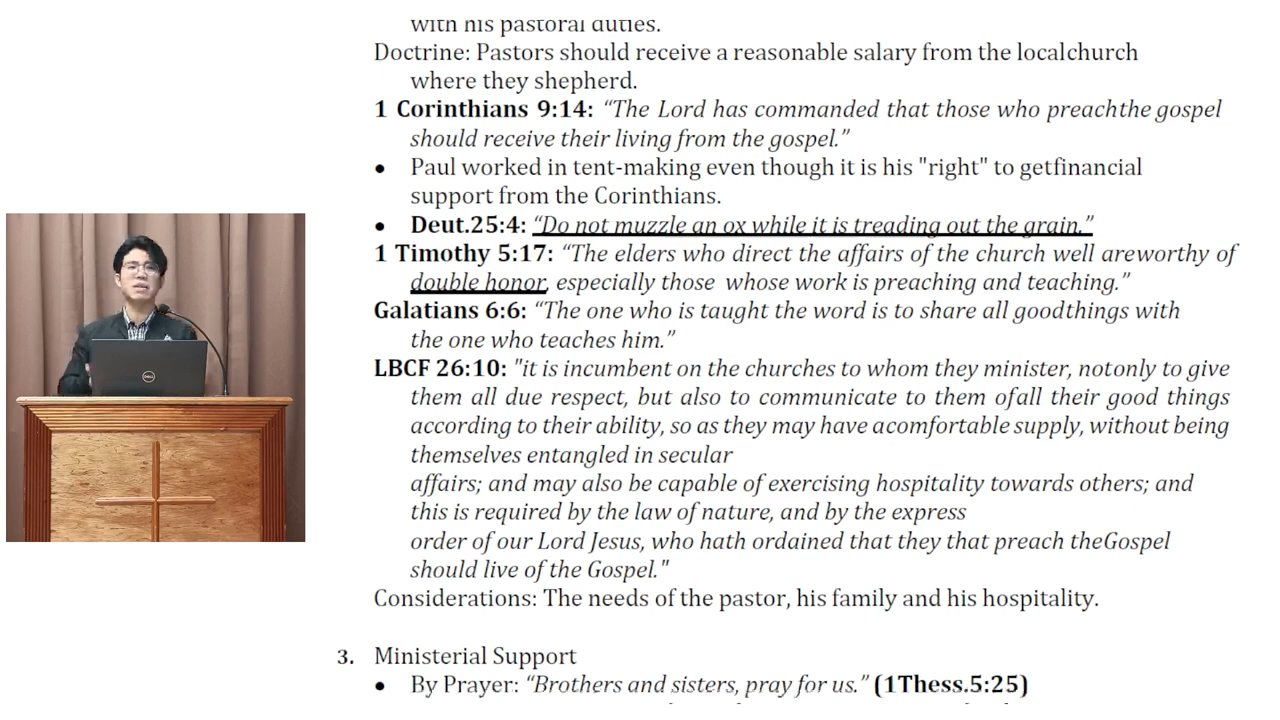 with his pastoral duties.
Doctrine: Pastors should receive a reasonable salary from the localchurch
where they shepherd.
1 Corinthians 9:14: “The Lord has commanded that those who preachthe gospel
should receive their living from the gospel.”
• Paul worked in tent-making even though it is his "right" to getfinancial
support from the Corinthians.
• Deut.25:4: “Do not muzzle an ox while it is treading out the grain.”
1 Timothy 5:17: “The elders who direct the affairs of the church well areworthy of
double honor, especially those whose work is preaching and teaching.”
Galatians 6:6: “The one who is taught the word is to share all goodthings with
the one who teaches him.”
LBCF 26:10: "it is incumbent on the churches to whom they minister, notonly to give
them all due respect, but also to communicate to them ofall their good things
according to their ability, so as they may have acomfortable supply, without being
themselves entangled in secular
affairs; and may also be capable of exercising hospitality towards others; and
this is required by the law of nature, and by the express
order of our Lord Jesus, who hath ordained that they that preach theGospel
should live of the Gospel."
Considerations: The needs of the pastor, his family and his hospitality.
3. Ministerial Support
• By Prayer: “Brothers and sisters, pray for us.” (1Thess.5:25)
DELL